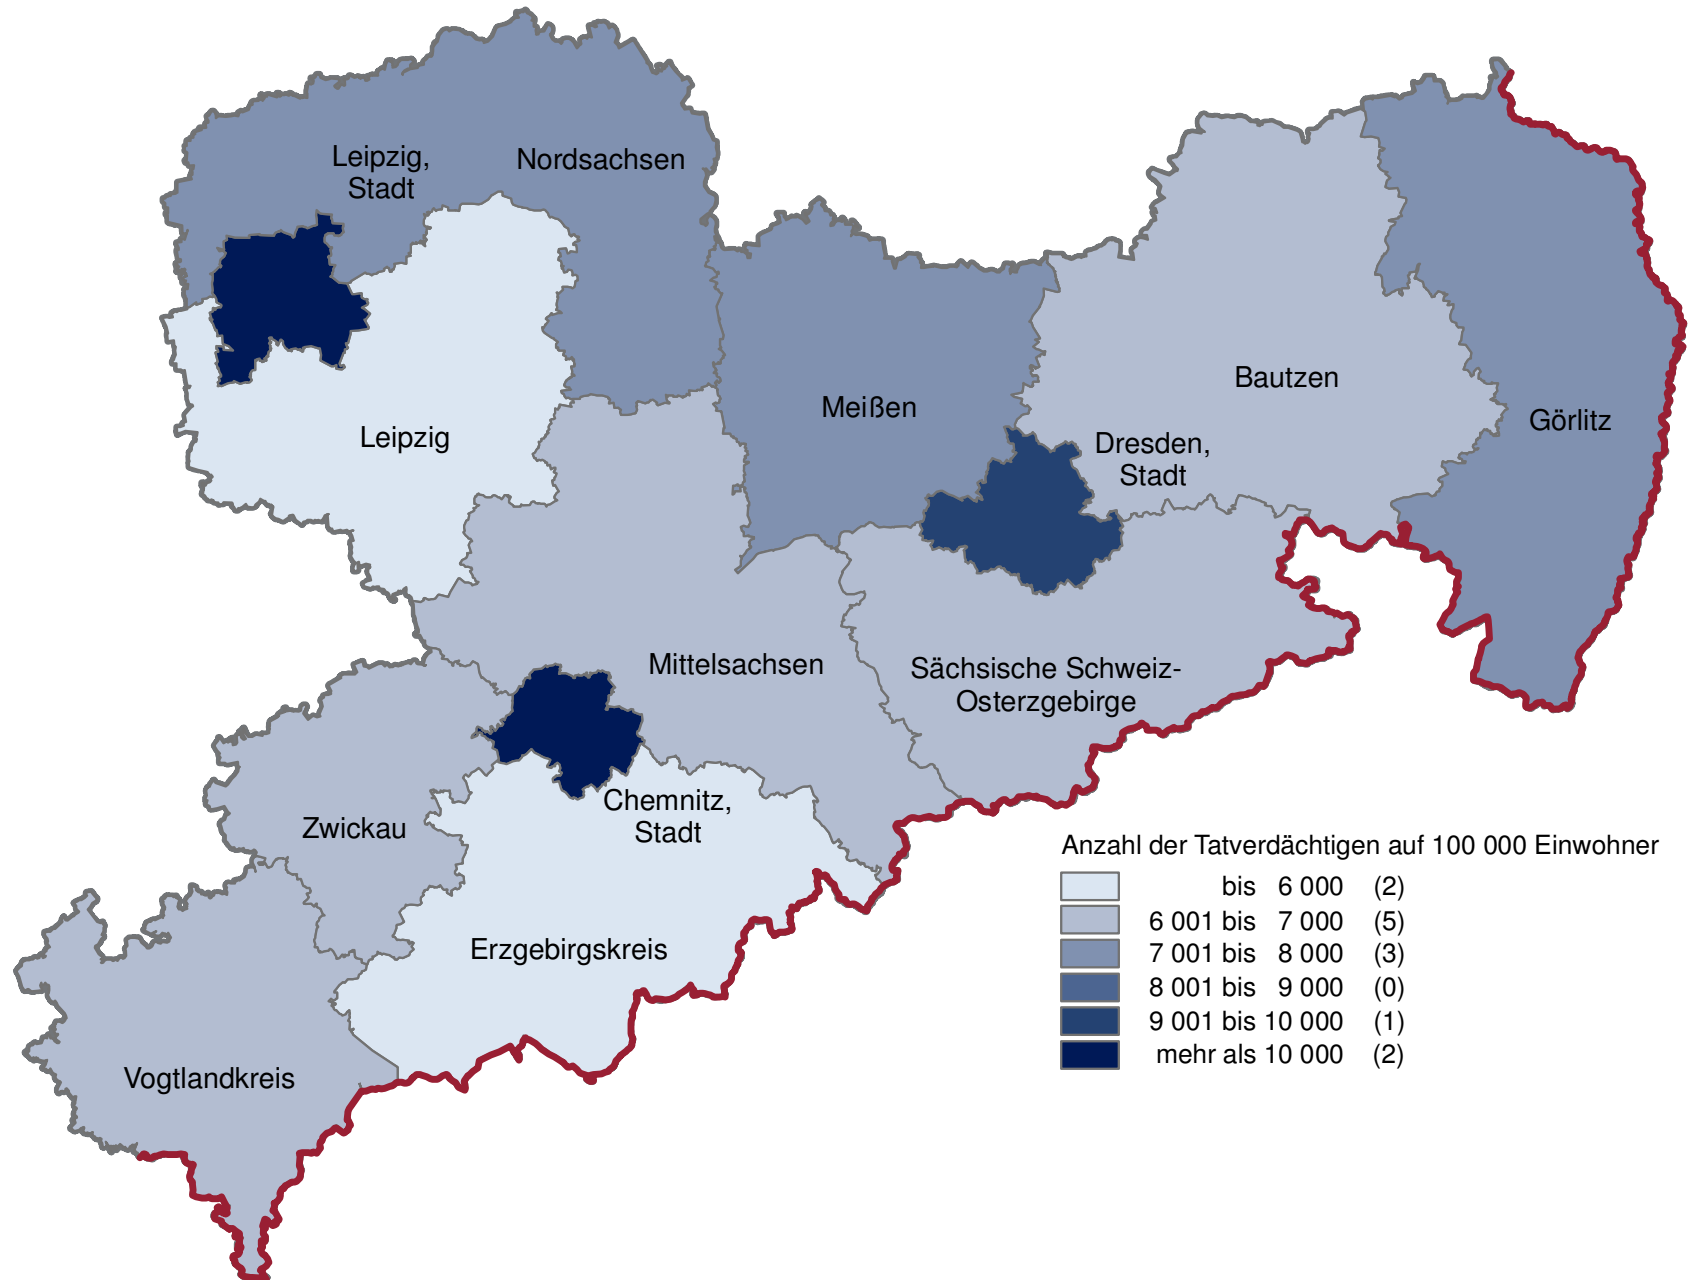 Leipzig,
Stadt
Nordsachsen
Leipzig
Meißen
Bautzen
Görlitz
Dresden,
Stadt
Mittelsachsen
Sächsische Schweiz-
Osterzgebirge
Chemnitz,
Stadt
Zwickau
Erzgebirgskreis
Vogtlandkreis
Anzahl der Tatverdächtigen auf 100 000 Einwohner
bis 6 000 (2)
6 001 bis 7 000 (5)
7 001 bis 8 000 (3)
8 001 bis 9 000 (0)
9 001 bis 10 000 (1)
mehr als 10 000 (2)